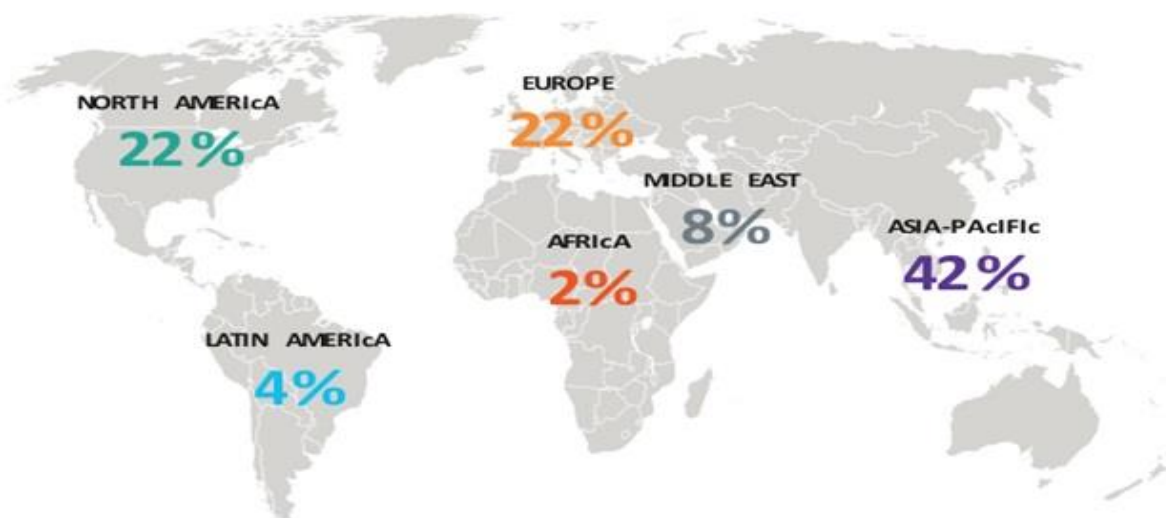 EUROPE
22%
NORTH AMERIcA
22%
MIDDLE EAST
8%
ASIA-PAcIFIc
42%
AFRIcA
2%
LATIN AMERIcA
4%